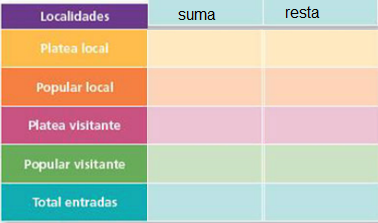 Localidades suma resta
Platea local
Popular local
Platea visitante
Popular visitante
Total entradas